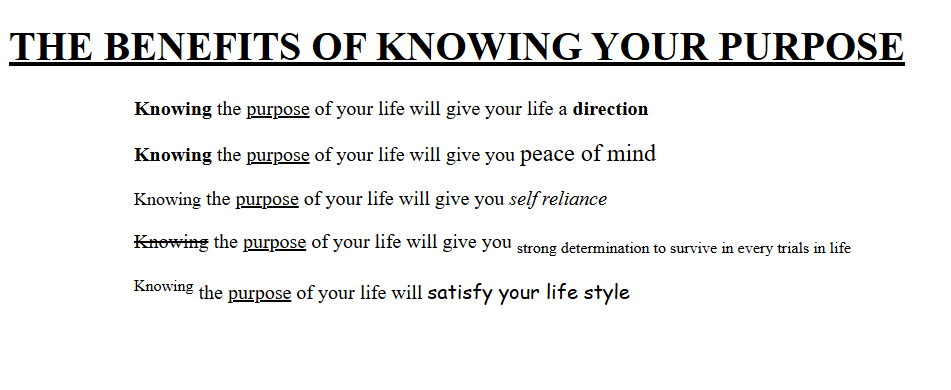 THE BENEFITS OF KNOWING YOUR PURPOSE
Knowing the purpose of your life will give your life a direction
Knowing the purpose of your life will give you peace of mind
Knowing the purpose of your life will give you self reliance
Knowing the purpose of your life will give you strong determination to survive in every trials in life
Knowing the purpose of your life will satisfy your life style